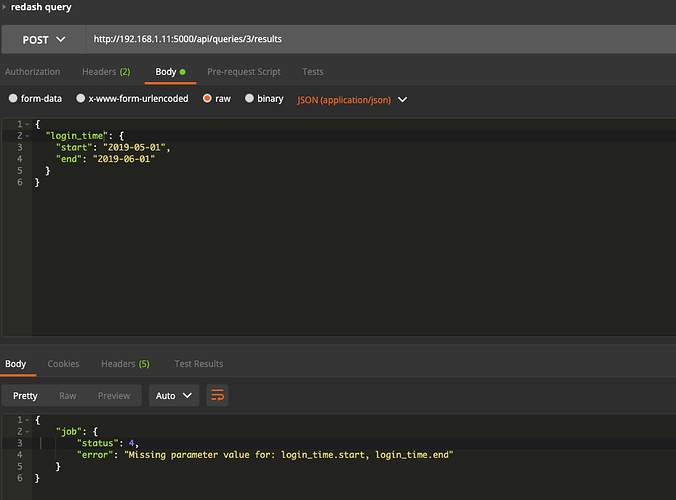 redash query
POST http://192.168.1.11:5000/api/queries/3/results
Authorization Headers (2) Body Pre-request Script Tests
form-data x-www-form-urlencoded raw binary JSON (application/json)
1 {
2 "login_time": {
3 "start": "2019-05-01",
4 "end": "2019-06-01"
5 }
6 }
Body Cookies Headers (5) Test Results
Pretty Raw Preview Auto
1 {
2 "job": {
3 "status": 4,
4 "error": "Missing parameter value for: login_time.start, login_time.end"
5 }
6 }